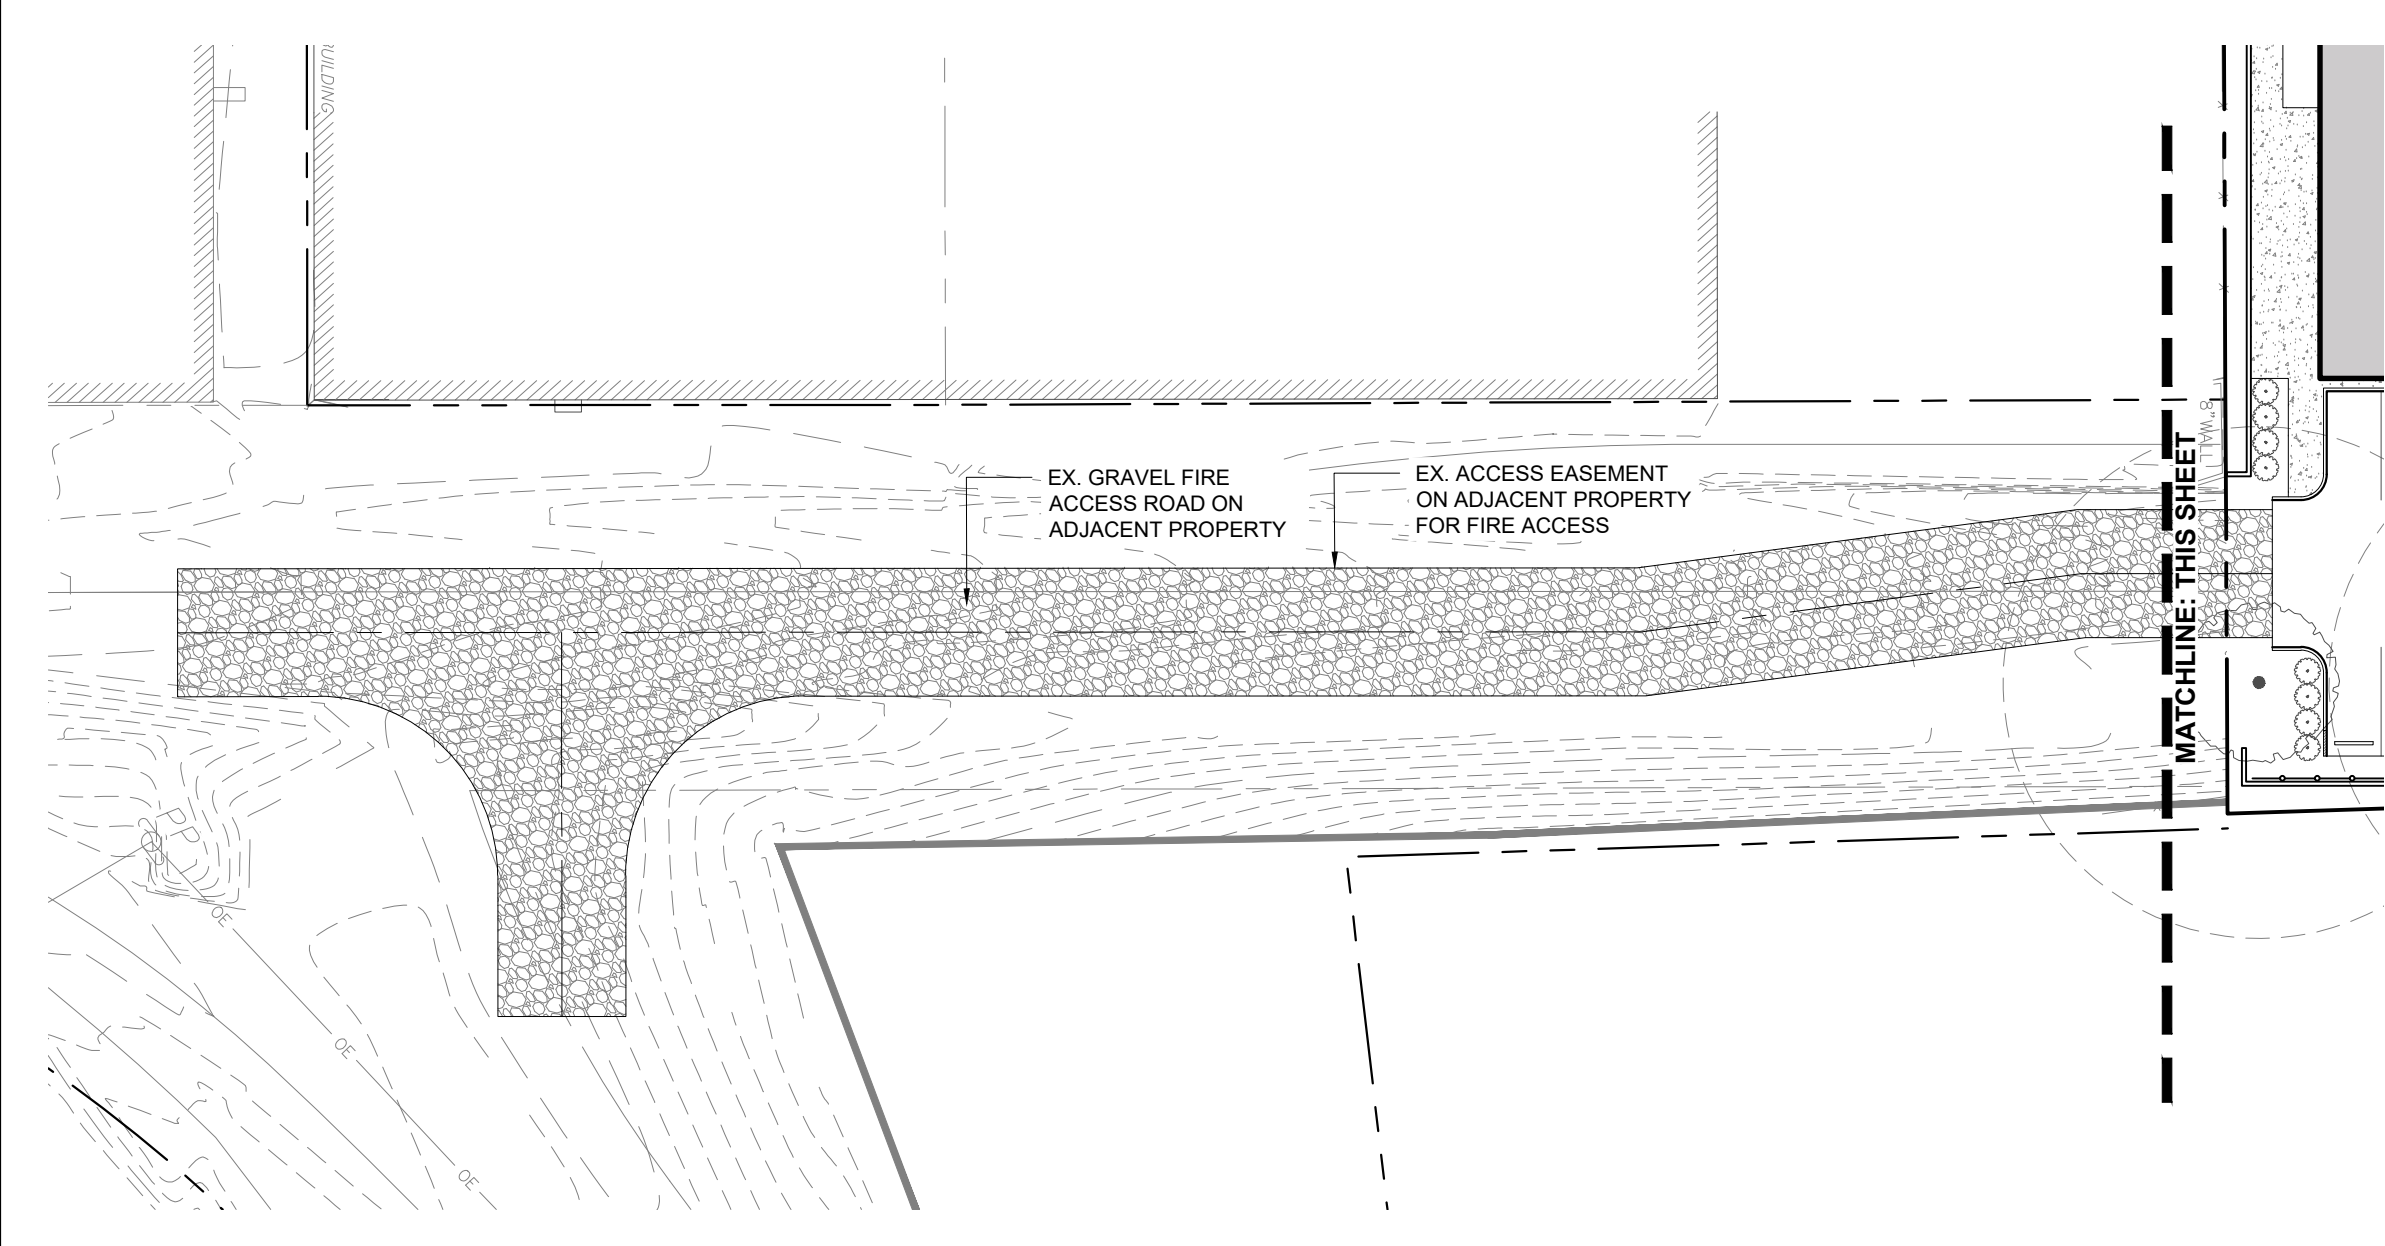 BUILDING
EX. GRAVEL FIRE
ACCESS ROAD ON
ADJACENT PROPERTY
EX. ACCESS EASEMENT
ON ADJACENT PROPERTY
FOR FIRE ACCESS
8" WALL
MATCHLINE: THIS SHEET
PP
OE
OE
OE